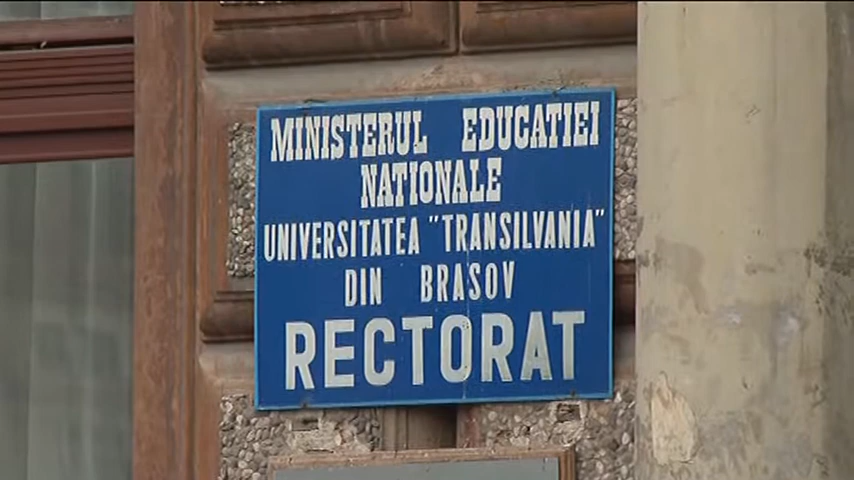 MINISTERUL EDUCATIEI
NATIONALE
UNIVERSITATEA "TRANSILVANIA"
DIN BRASOV
RECTORAT